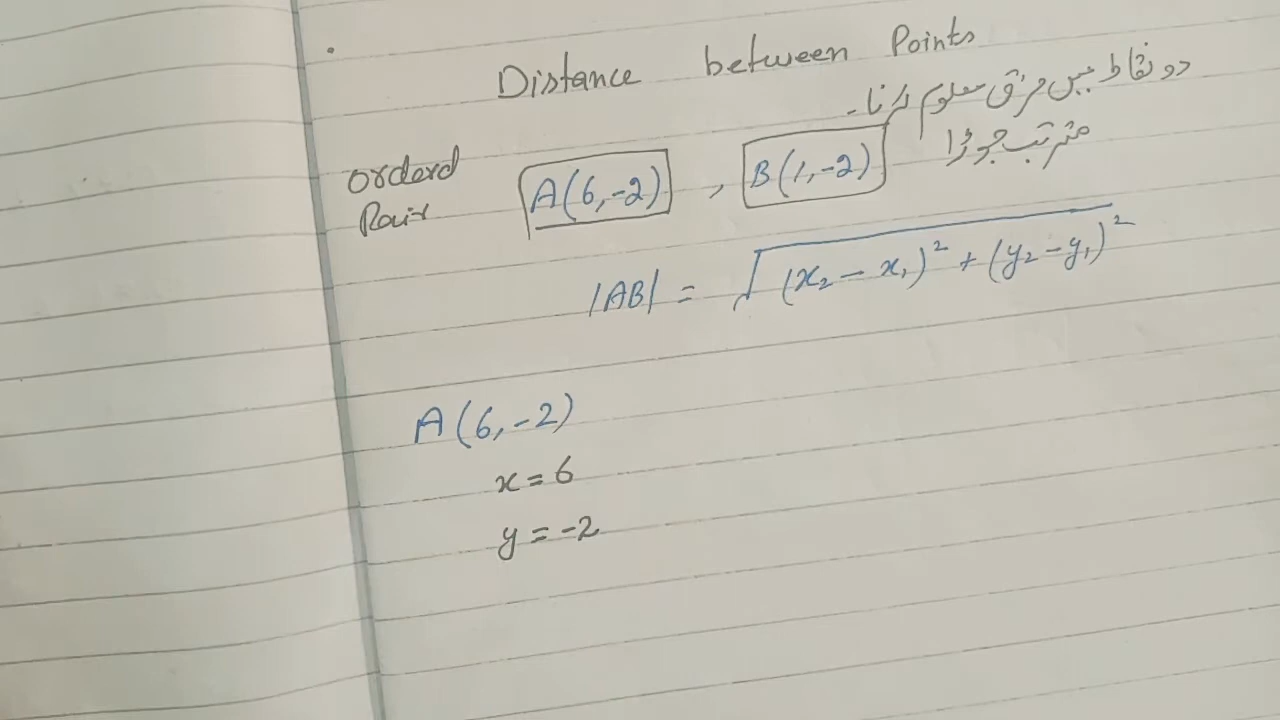 Distance between Points
دو نقاط میں فرق معلوم کرنا۔
orderd
Pair
A(6,-2) , B(1,-2)
مترتب جوڑا
|AB| = √(x₂ - x₁)² + (y₂ - y₁)²
A(6,-2)
x = 6
y = -2